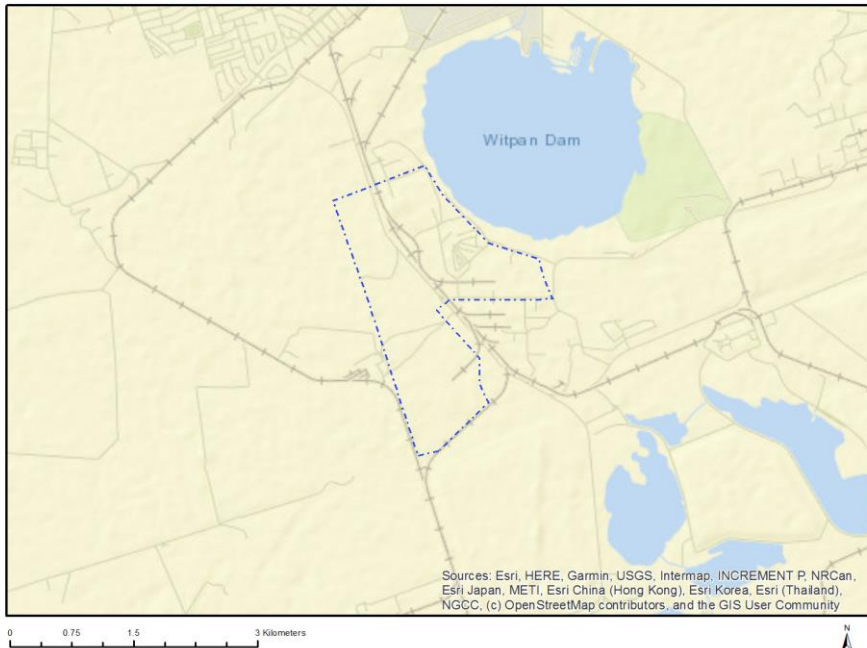 Witpan Dam
Sources: Esri, HERE, Garmin, USGS, Intermap, INCREMENT P, NRCan,
Esri Japan, METI, Esri China (Hong Kong), Esri Korea, Esri (Thailand),
NGCC, (c) OpenStreetMap contributors, and the GIS User Community
0 0.75 1.5 3 Kilometers
N